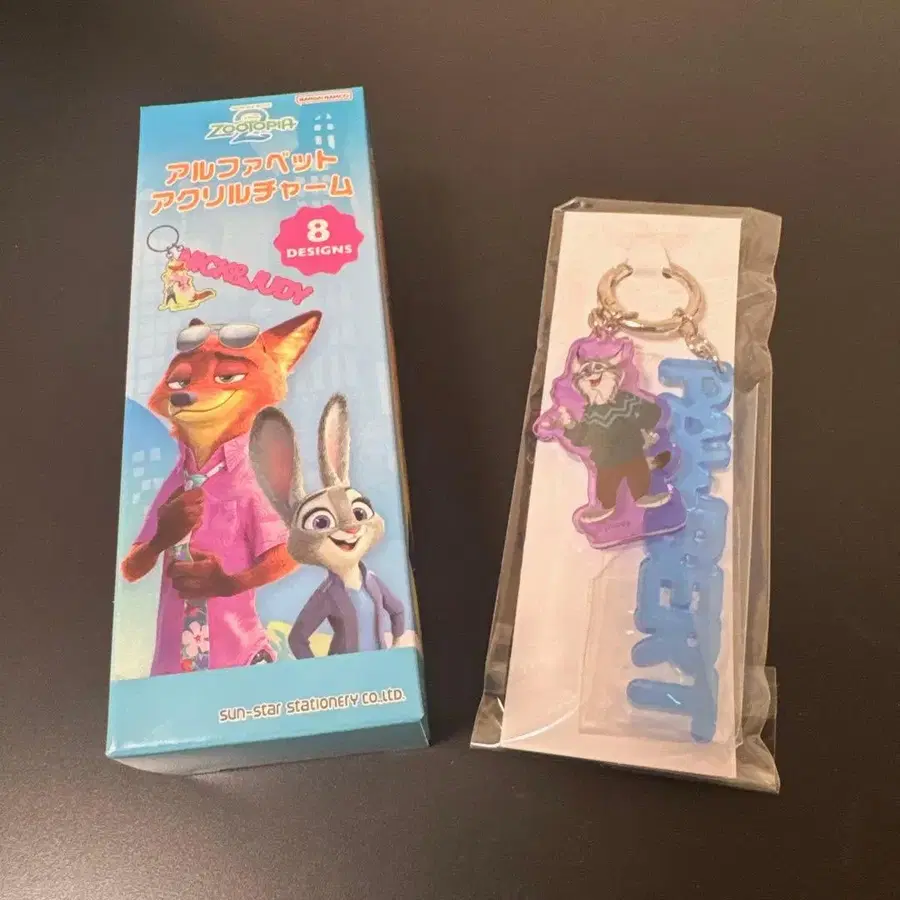 BANDAI NAMCO
ZOOTOPIA
2
アルファベット
アクリルチャーム
8
DESIGNS
NICK&JUDY
sun-star stationery co.,ltd.
PAWBERT